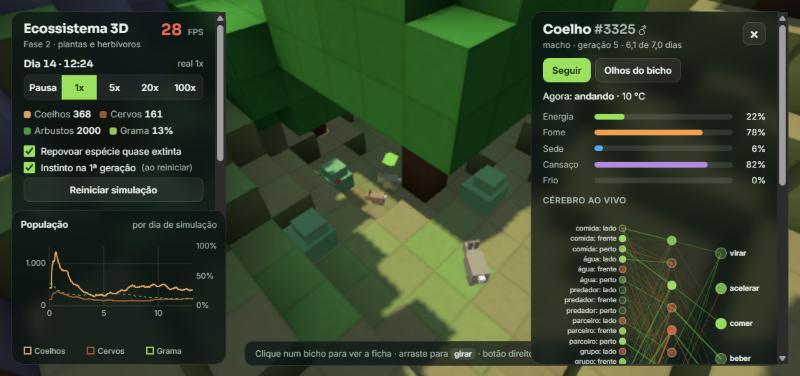 Ecossistema 3D
28 FPS
Fase 2 · plantas e herbívoros
Dia 14 · 12:24
real 1x
Pausa 1x 5x 20x 100x
Coelhos 368 Cervos 161
Arbustos 2000 Grama 13%
Repovoar espécie quase extinta
Instinto na 1ª geração (ao reiniciar)
Reiniciar simulação
População por dia de simulação
100%
1.000
50%
0 0%
0 5 10
Coelhos Cervos Grama
Clique num bicho para ver a ficha · arraste para girar · botão direito
Coelho #3325 ♂
macho · geração 5 · 6,1 de 7,0 dias
×
Seguir Olhos do bicho
Agora: andando · 10 °C
Energia 22%
Fome 78%
Sede 6%
Cansaço 82%
Frio 0%
CÉREBRO AO VIVO
comida: lado
comida: frente
comida: perto
água: lado
água: frente
água: perto
predador: lado
predador: frente
predador: perto
parceiro: lado
parceiro: frente
parceiro: perto
grupo: lado
grupo: frente
virar
acelerar
comer
beber